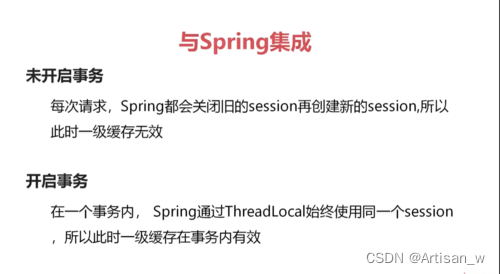 与Spring集成
未开启事务
每次请求，Spring都会关闭旧的session再创建新的session,所以
此时一级缓存无效
开启事务
在一个事务内， Spring通过ThreadLocal始终使用同一个session
，所以此时一级缓存在事务内有效
CSDN @Artisan_w